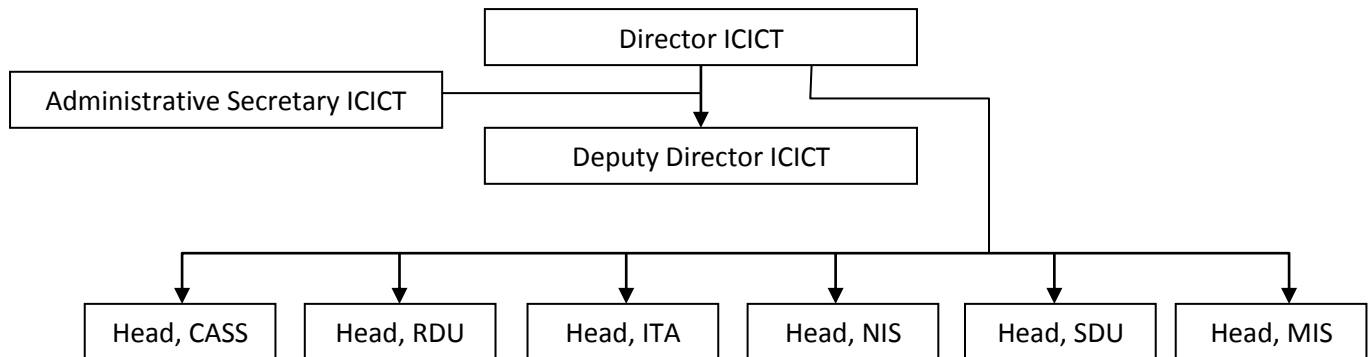 Director ICICT
Administrative Secretary ICICT
Deputy Director ICICT
Head, CASS
Head, RDU
Head, ITA
Head, NIS
Head, SDU
Head, MIS